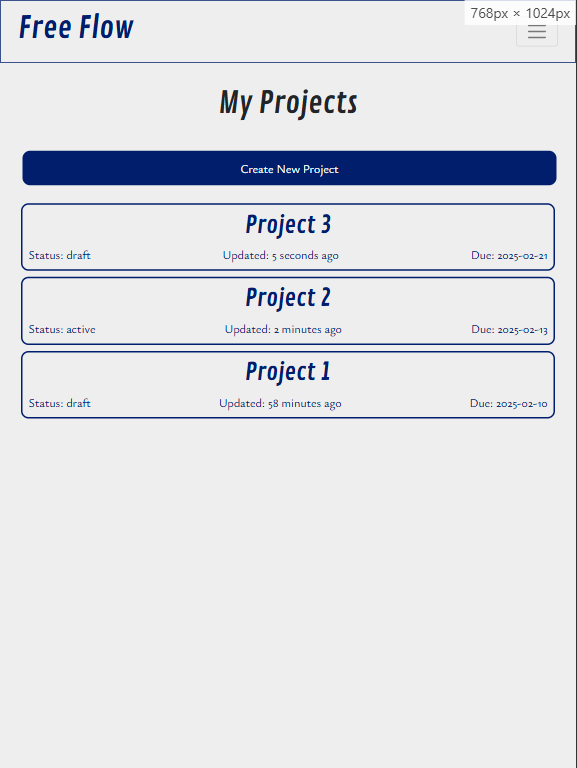 Free Flow
768px × 1024px
My Projects
Create New Project
Project 3
Status: draft Updated: 5 seconds ago Due: 2025-02-21
Project 2
Status: active Updated: 2 minutes ago Due: 2025-02-13
Project 1
Status: draft Updated: 58 minutes ago Due: 2025-02-10